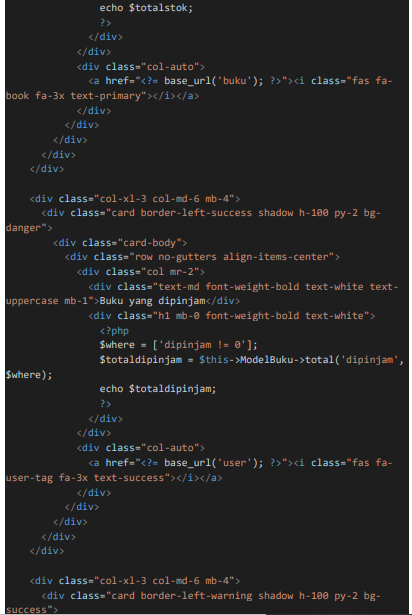 echo $totalstok;
                ?>
              </div>
            </div>
            <div class="col-auto">
              <a href="<?= base_url('buku'); ?>"><i class="fas fa-
book fa-3x text-primary"></i></a>
            </div>
          </div>
        </div>
      </div>
    </div>

    <div class="col-xl-3 col-md-6 mb-4">
      <div class="card border-left-success shadow h-100 py-2 bg-
danger">
        <div class="card-body">
          <div class="row no-gutters align-items-center">
            <div class="col mr-2">
              <div class="text-md font-weight-bold text-white text-
uppercase mb-1">Buku yang dipinjam</div>
              <div class="h1 mb-0 font-weight-bold text-white">
                <?php
                $where = ['dipinjam != 0'];
                $totaldipinjam = $this->ModelBuku->total('dipinjam',
$where);
                echo $totaldipinjam;
                ?>
              </div>
            </div>
            <div class="col-auto">
              <a href="<?= base_url('user'); ?>"><i class="fas fa-
user-tag fa-3x text-success"></i></a>
            </div>
          </div>
        </div>
      </div>
    </div>

    <div class="col-xl-3 col-md-6 mb-4">
      <div class="card border-left-warning shadow h-100 py-2 bg-
success">